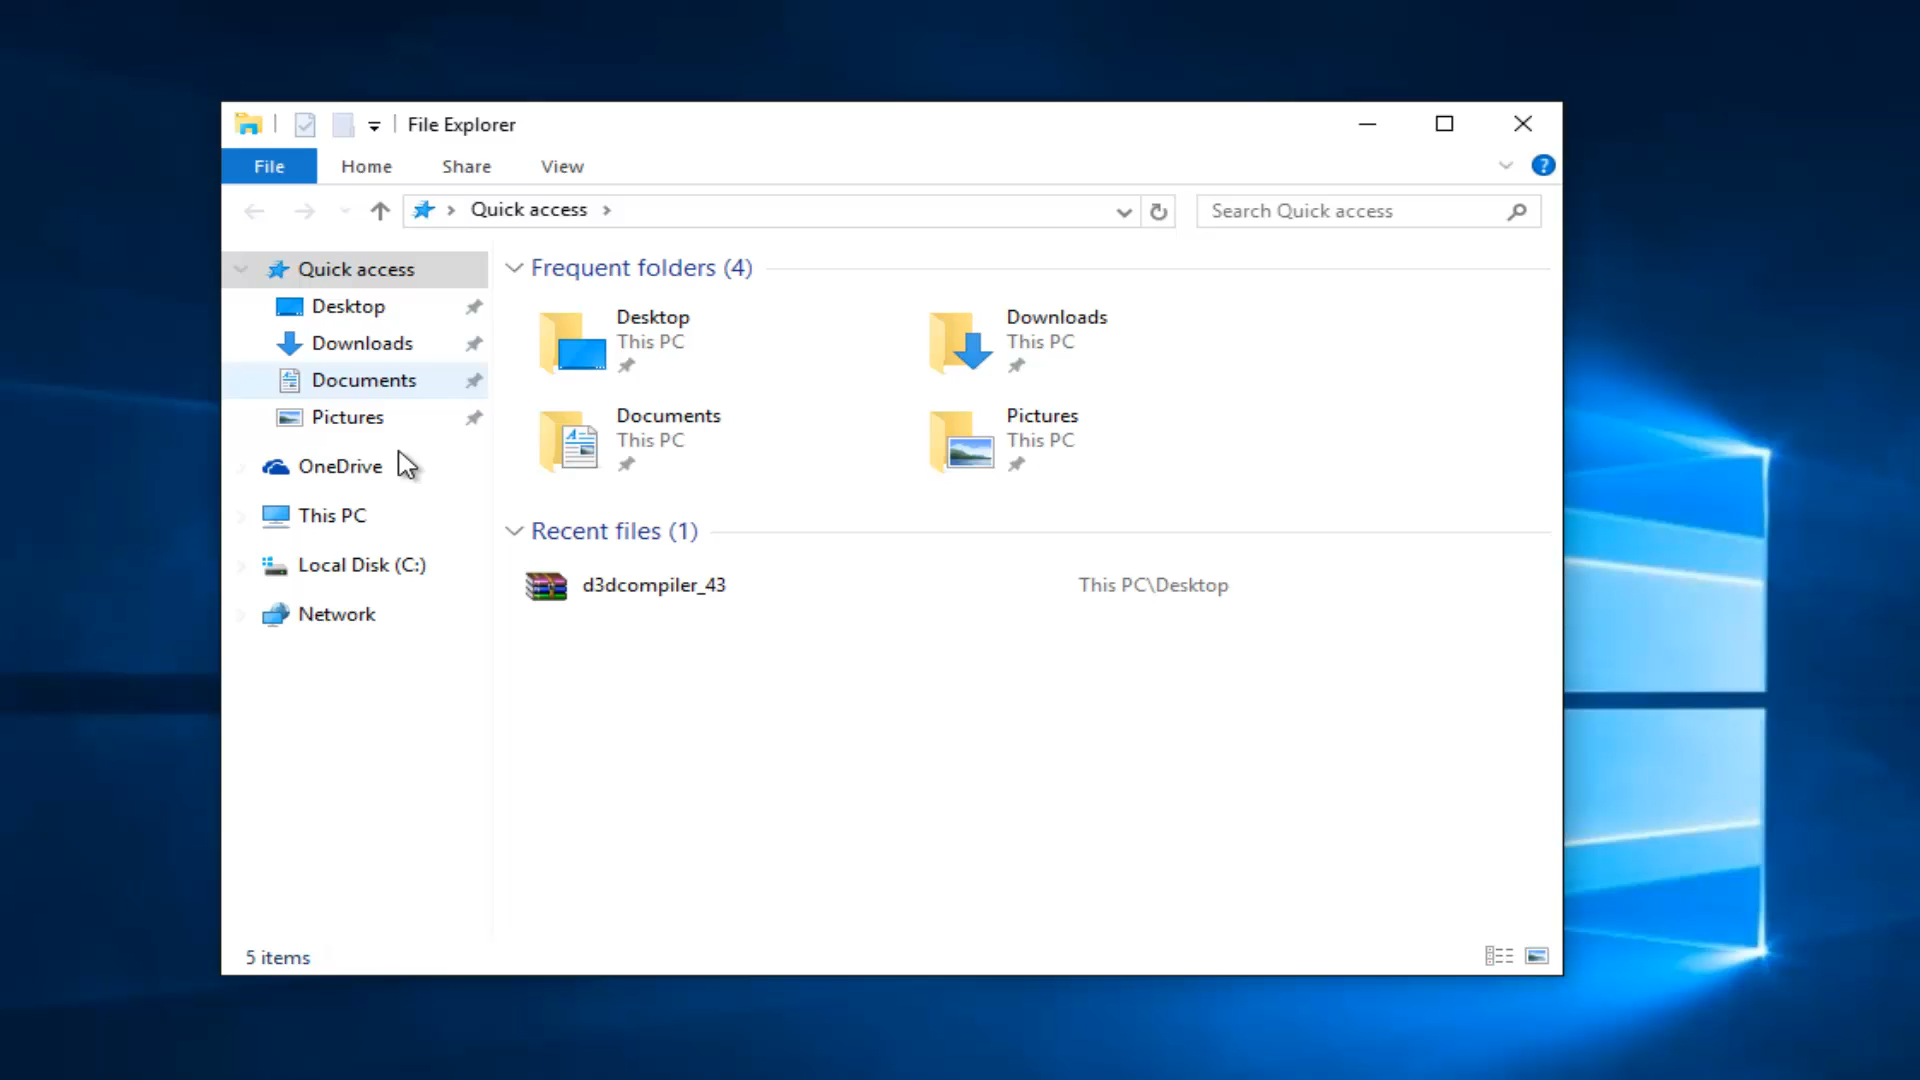 File Explorer
File Home Share View
?
Quick access
Search Quick access
Quick access
Desktop
Downloads
Documents
Pictures
OneDrive
This PC
Local Disk (C:)
Network
Frequent folders (4)
Desktop
This PC
Downloads
This PC
Documents
This PC
Pictures
This PC
Recent files (1)
d3dcompiler_43 This PC\Desktop
5 items